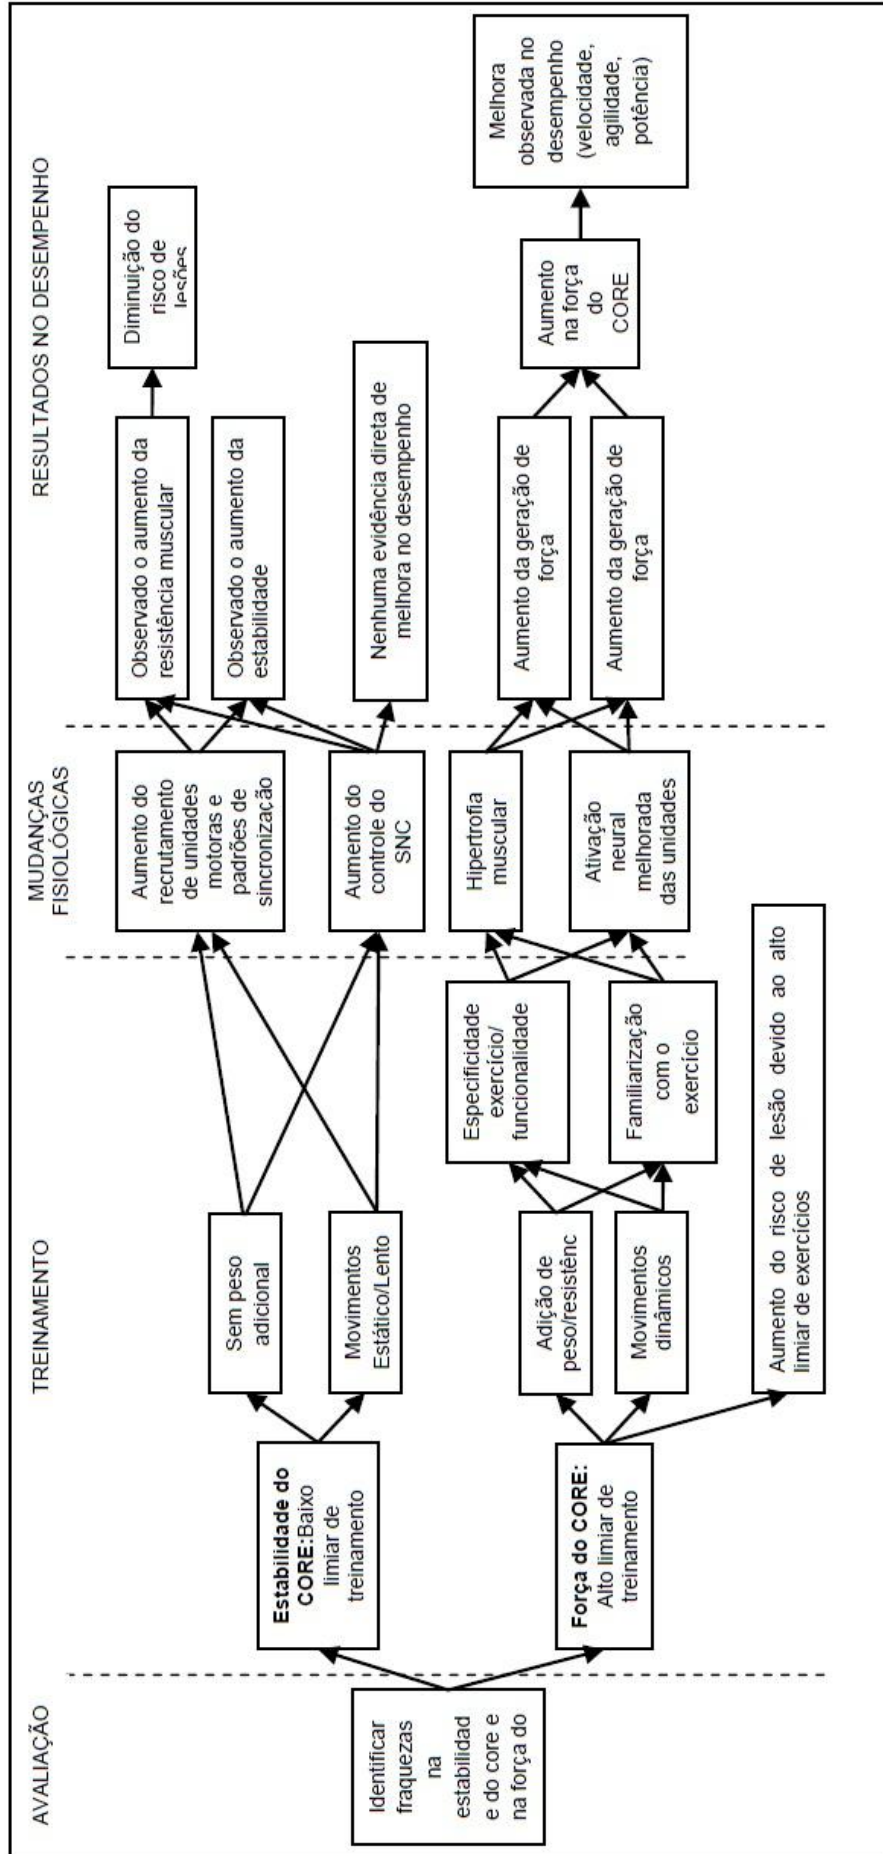 AVALIAÇÃO
TREINAMENTO
MUDANÇAS
FISIOLÓGICAS
RESULTADOS NO DESEMPENHO
Identificar
fraquezas
na
estabilidad
e do core e
na força do
Estabilidade do
CORE:Baixo
limiar de
treinamento
Força do CORE:
Alto limiar de
treinamento
Sem peso
adicional
Movimentos
Estático/Lento
Adição de
peso/resistênc
Movimentos
dinâmicos
Aumento do risco de lesão devido ao alto
limiar de exercícios
Especificidade
exercício/
funcionalidade
Familiarização
com o
exercício
Aumento do
recrutamento
de unidades
motoras e
padrões de
sincronização
Aumento do
controle do
SNC
Hipertrofia
muscular
Ativação
neural
melhorada
das unidades
Observado o aumento da
resistência muscular
Observado o aumento da
estabilidade
Nenhuma evidência direta de
melhora no desempenho
Aumento da geração de
força
Aumento da geração de
força
Diminuição do
risco de
lesões
Aumento
na força
do
CORE
Melhora
observada no
desempenho
(velocidade,
agilidade,
potência)